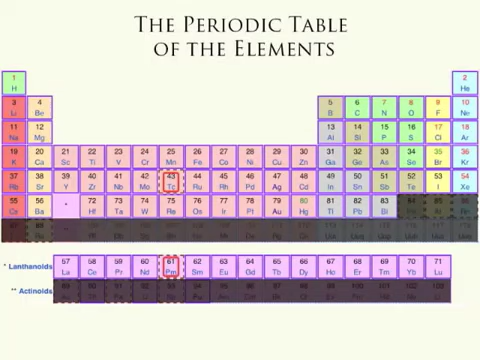 THE PERIODIC TABLE
OF THE ELEMENTS
1 2
H He
3 4 5 6 7 8 9 10
Li Be B C N O F Ne
11 12 13 14 15 16 17 18
Na Mg Al Si P S Cl Ar
19 20 21 22 23 24 25 26 27 28 29 30 31 32 33 34 35 36
K Ca Sc Ti V Cr Mn Fe Co Ni Cu Zn Ga Ge As Se Br Kr
37 38 39 40 41 42 43 44 45 46 47 48 49 50 51 52 53 54
Rb Sr Y Zr Nb Mo Tc Ru Rh Pd Ag Cd In Sn Sb Te I Xe
55 56 * 72 73 74 75 76 77 78 79 80 81 82 83
Cs Ba Hf Ta W Re Os Ir Pt Au Hg Tl Pb Bi
57 58 59 60 61 62 63 64 65 66 67 68 69 70 71
* Lanthanoids La Ce Pr Nd Pm Sm Eu Gd Tb Dy Ho Er Tm Yb Lu
** Actinoids